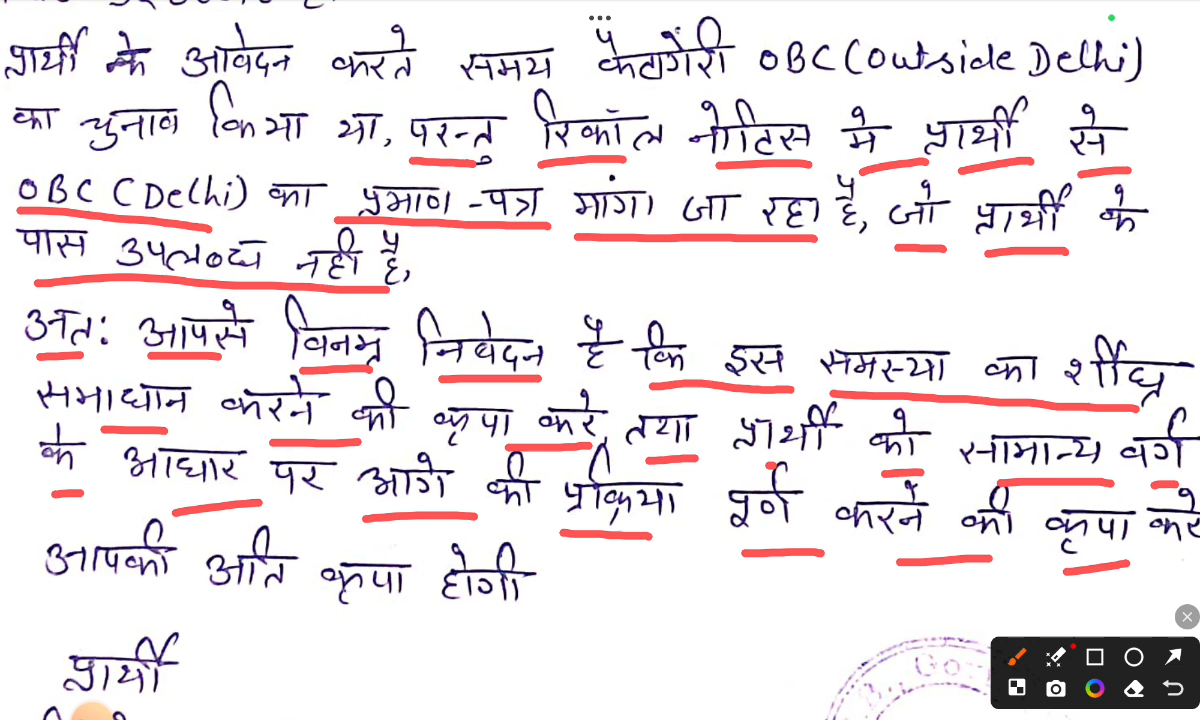 प्रार्थी के आवेदन करते समय कैटागेरी OBC (Outside Delhi)
का चुनाव किया था, परन्तु रिकॉल नोटिस मे प्रार्थी से
OBC (Delhi) का प्रमाण-पत्र मांगा जा रहा है, जो प्रार्थी के
पास उपलब्ध नही है,
अत: आपसे विनम्र निवेदन है कि इस समस्या का शीघ्र
समाधान करने की कृपा करे तथा प्रार्थी को सामान्य वर्ग
के आधार पर आगे की प्रक्रिया पूर्ण करने की कृपा करे
आपकी अति कृपा होगी
प्रार्थी